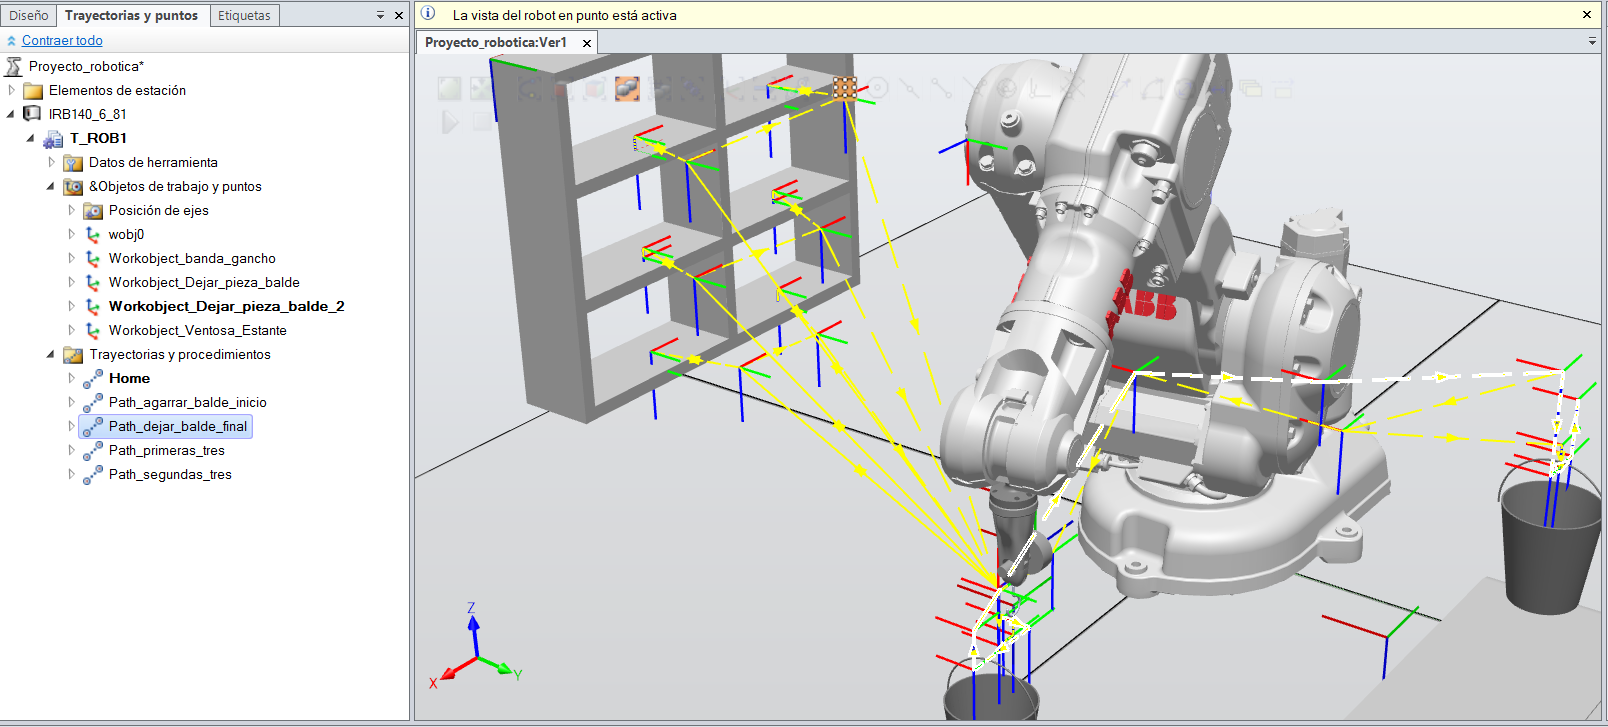 Diseño Trayectorias y puntos Etiquetas
Contraer todo
Proyecto_robotica*
Elementos de estación
IRB140_6_81
T_ROB1
Datos de herramienta
&Objetos de trabajo y puntos
Posición de ejes
wobj0
Workobject_banda_gancho
Workobject_Dejar_pieza_balde
Workobject_Dejar_pieza_balde_2
Workobject_Ventosa_Estante
Trayectorias y procedimientos
Home
Path_agarrar_balde_inicio
Path_dejar_balde_final
Path_primeras_tres
Path_segundas_tres
La vista del robot en punto está activa
Proyecto_robotica:Ver1
ABB
Z
X
Y